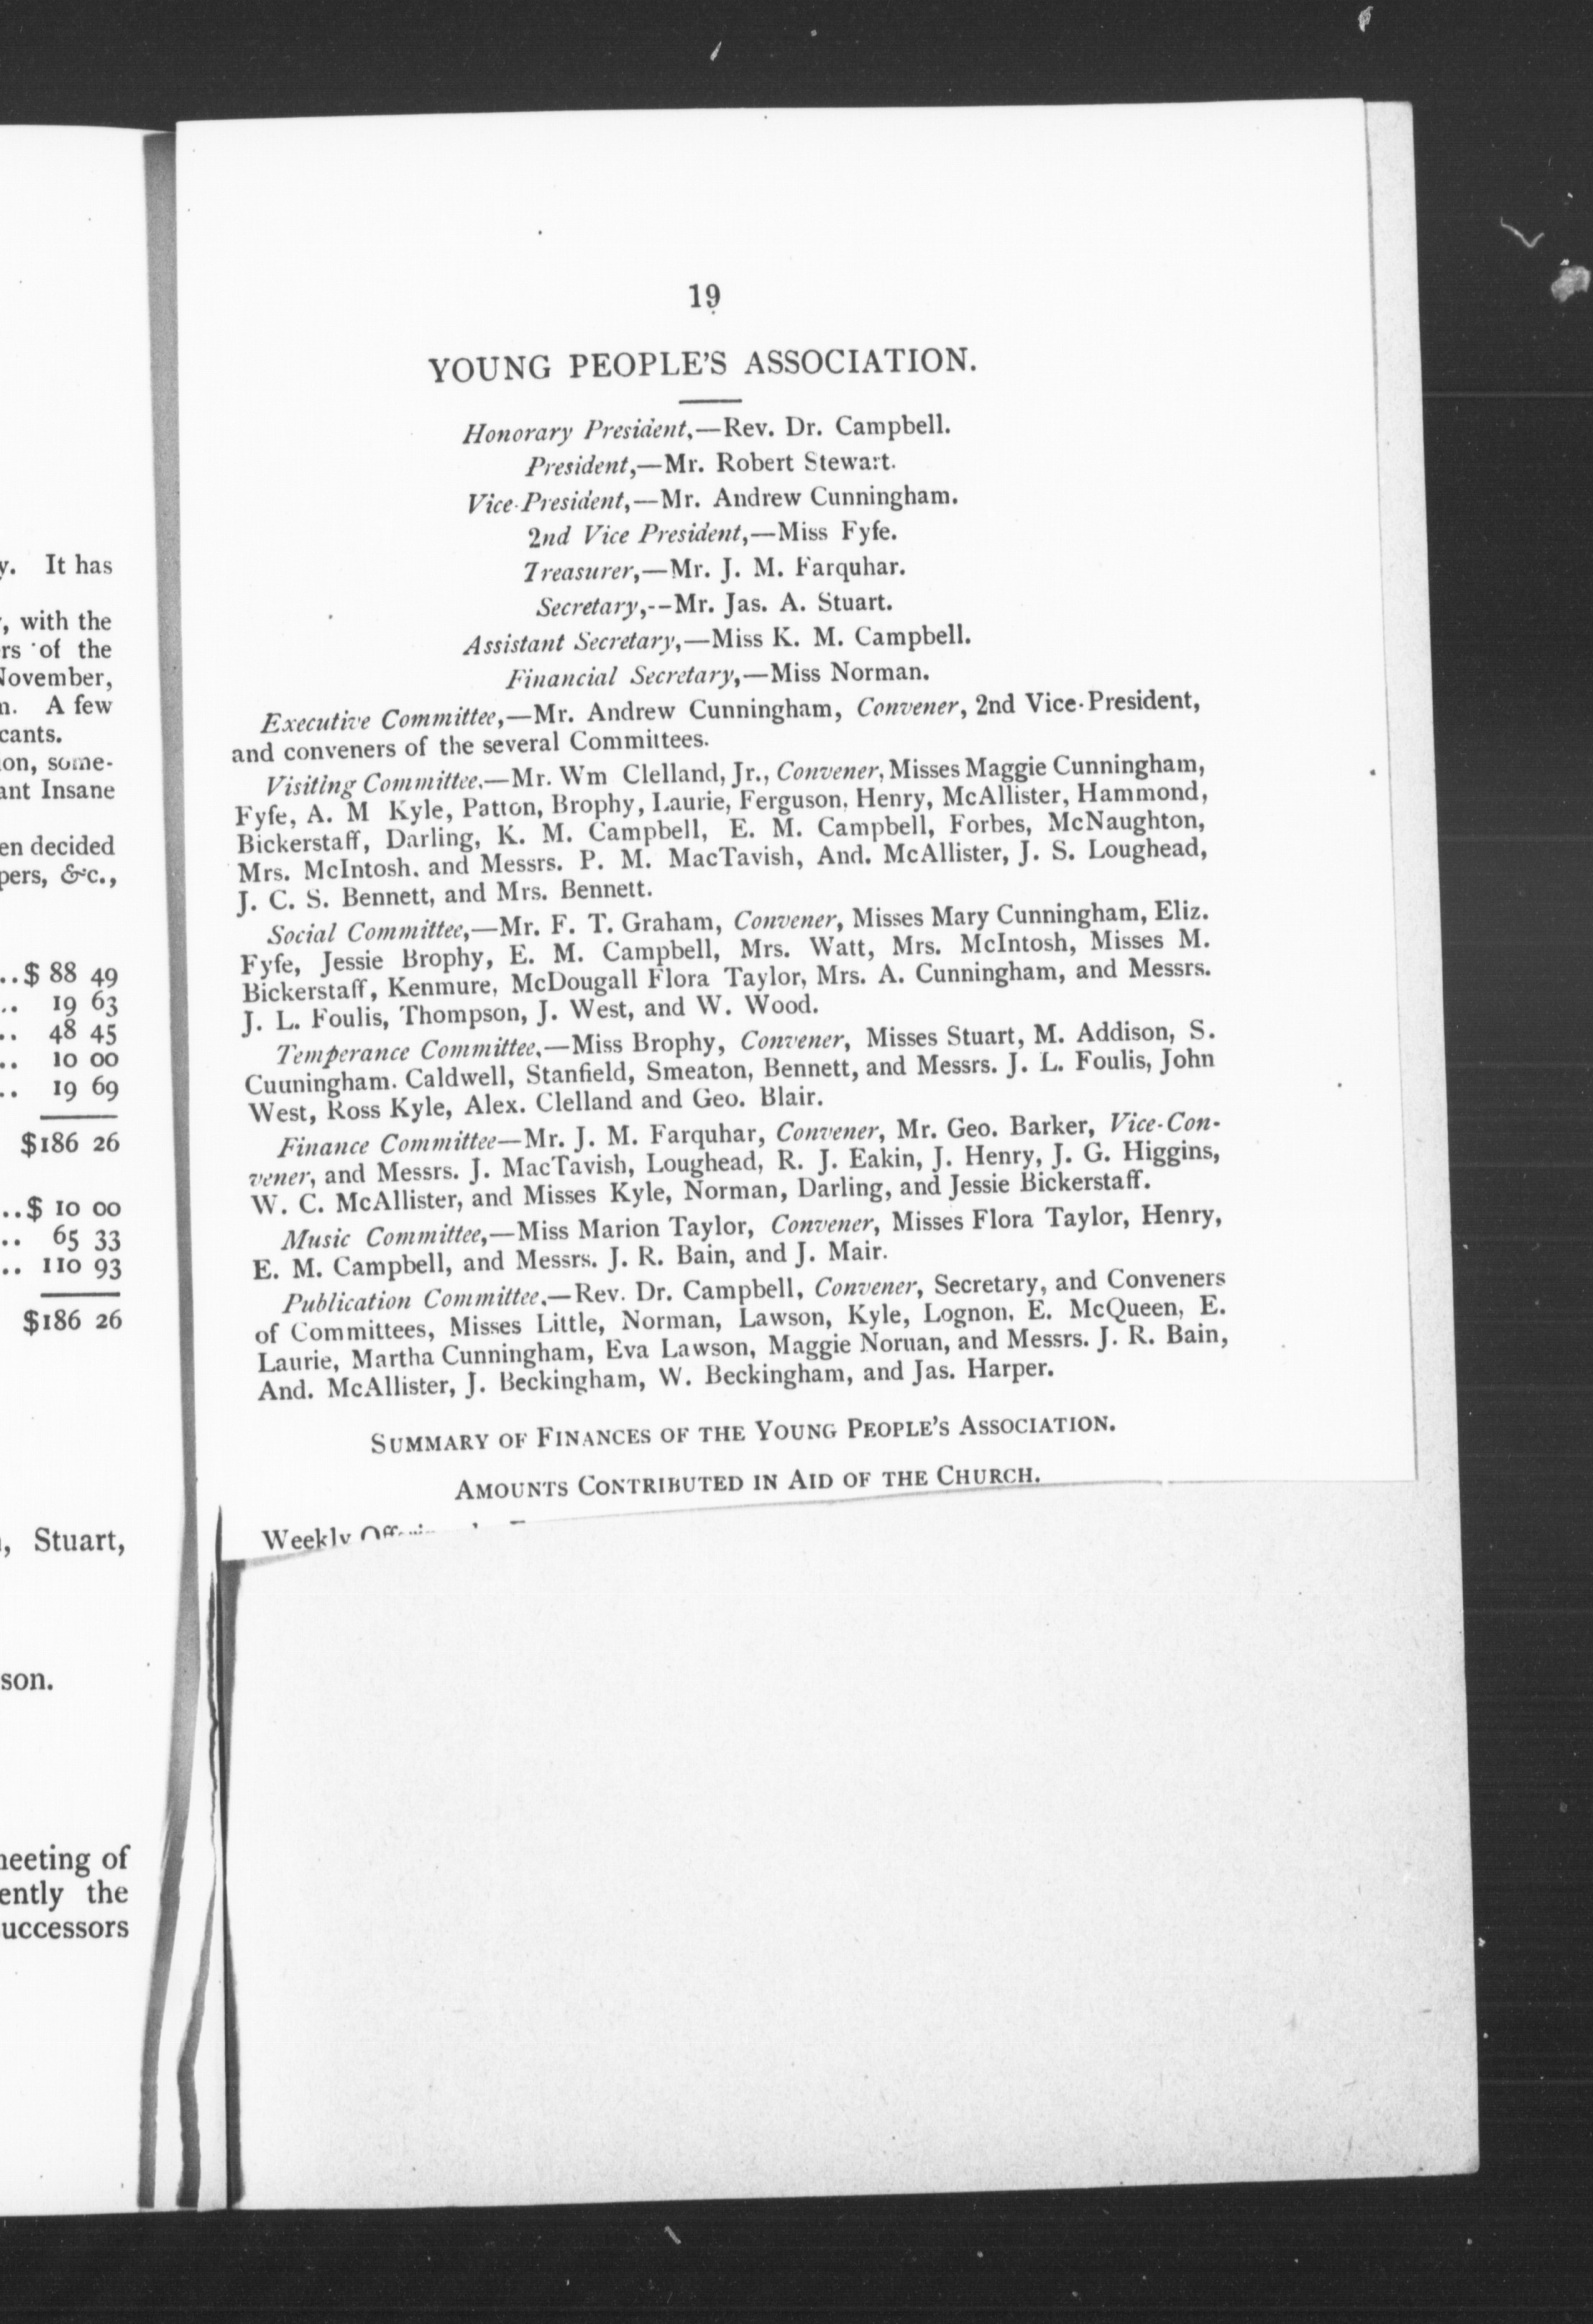 y. It has
, with the
rs of the
November,
n. A few
cants.
on, some-
ant Insane
en decided
pers, &c.,
..$ 88 49
.. 19 63
.. 48 45
.. 10 00
.. 19 69
$186 26
..$ 10 00
.. 65 33
.. 110 93
$186 26
, Stuart,
son.
neeting of
ently the
uccessors
19
YOUNG PEOPLE'S ASSOCIATION.
Honorary President,—Rev. Dr. Campbell.
President,—Mr. Robert Stewart.
Vice-President,—Mr. Andrew Cunningham.
2nd Vice President,—Miss Fyfe.
Treasurer,—Mr. J. M. Farquhar.
Secretary,--Mr. Jas. A. Stuart.
Assistant Secretary,—Miss K. M. Campbell.
Financial Secretary,—Miss Norman.
Executive Committee,—Mr. Andrew Cunningham, Convener, 2nd Vice-President,
and conveners of the several Committees.
Visiting Committee.—Mr. Wm Clelland, Jr., Convener, Misses Maggie Cunningham,
Fyfe, A. M Kyle, Patton, Brophy, Laurie, Ferguson, Henry, McAllister, Hammond,
Bickerstaff, Darling, K. M. Campbell, E. M. Campbell, Forbes, McNaughton,
Mrs. McIntosh. and Messrs. P. M. MacTavish, And. McAllister, J. S. Loughead,
J. C. S. Bennett, and Mrs. Bennett.
Social Committee,—Mr. F. T. Graham, Convener, Misses Mary Cunningham, Eliz.
Fyfe, Jessie Brophy, E. M. Campbell, Mrs. Watt, Mrs. McIntosh, Misses M.
Bickerstaff, Kenmure, McDougall Flora Taylor, Mrs. A. Cunningham, and Messrs.
J. L. Foulis, Thompson, J. West, and W. Wood.
Temperance Committee,—Miss Brophy, Convener, Misses Stuart, M. Addison, S.
Cuuningham. Caldwell, Stanfield, Smeaton, Bennett, and Messrs. J. L. Foulis, John
West, Ross Kyle, Alex. Clelland and Geo. Blair.
Finance Committee—Mr. J. M. Farquhar, Convener, Mr. Geo. Barker, Vice-Con-
vener, and Messrs. J. MacTavish, Loughead, R. J. Eakin, J. Henry, J. G. Higgins,
W. C. McAllister, and Misses Kyle, Norman, Darling, and Jessie Bickerstaff.
Music Committee,—Miss Marion Taylor, Convener, Misses Flora Taylor, Henry,
E. M. Campbell, and Messrs. J. R. Bain, and J. Mair.
Publication Committee.—Rev. Dr. Campbell, Convener, Secretary, and Conveners
of Committees, Misses Little, Norman, Lawson, Kyle, Lognon, E. McQueen, E.
Laurie, Martha Cunningham, Eva Lawson, Maggie Noruan, and Messrs. J. R. Bain,
And. McAllister, J. Beckingham, W. Beckingham, and Jas. Harper.
SUMMARY OF FINANCES OF THE YOUNG PEOPLE'S ASSOCIATION.
AMOUNTS CONTRIBUTED IN AID OF THE CHURCH.
Weekly